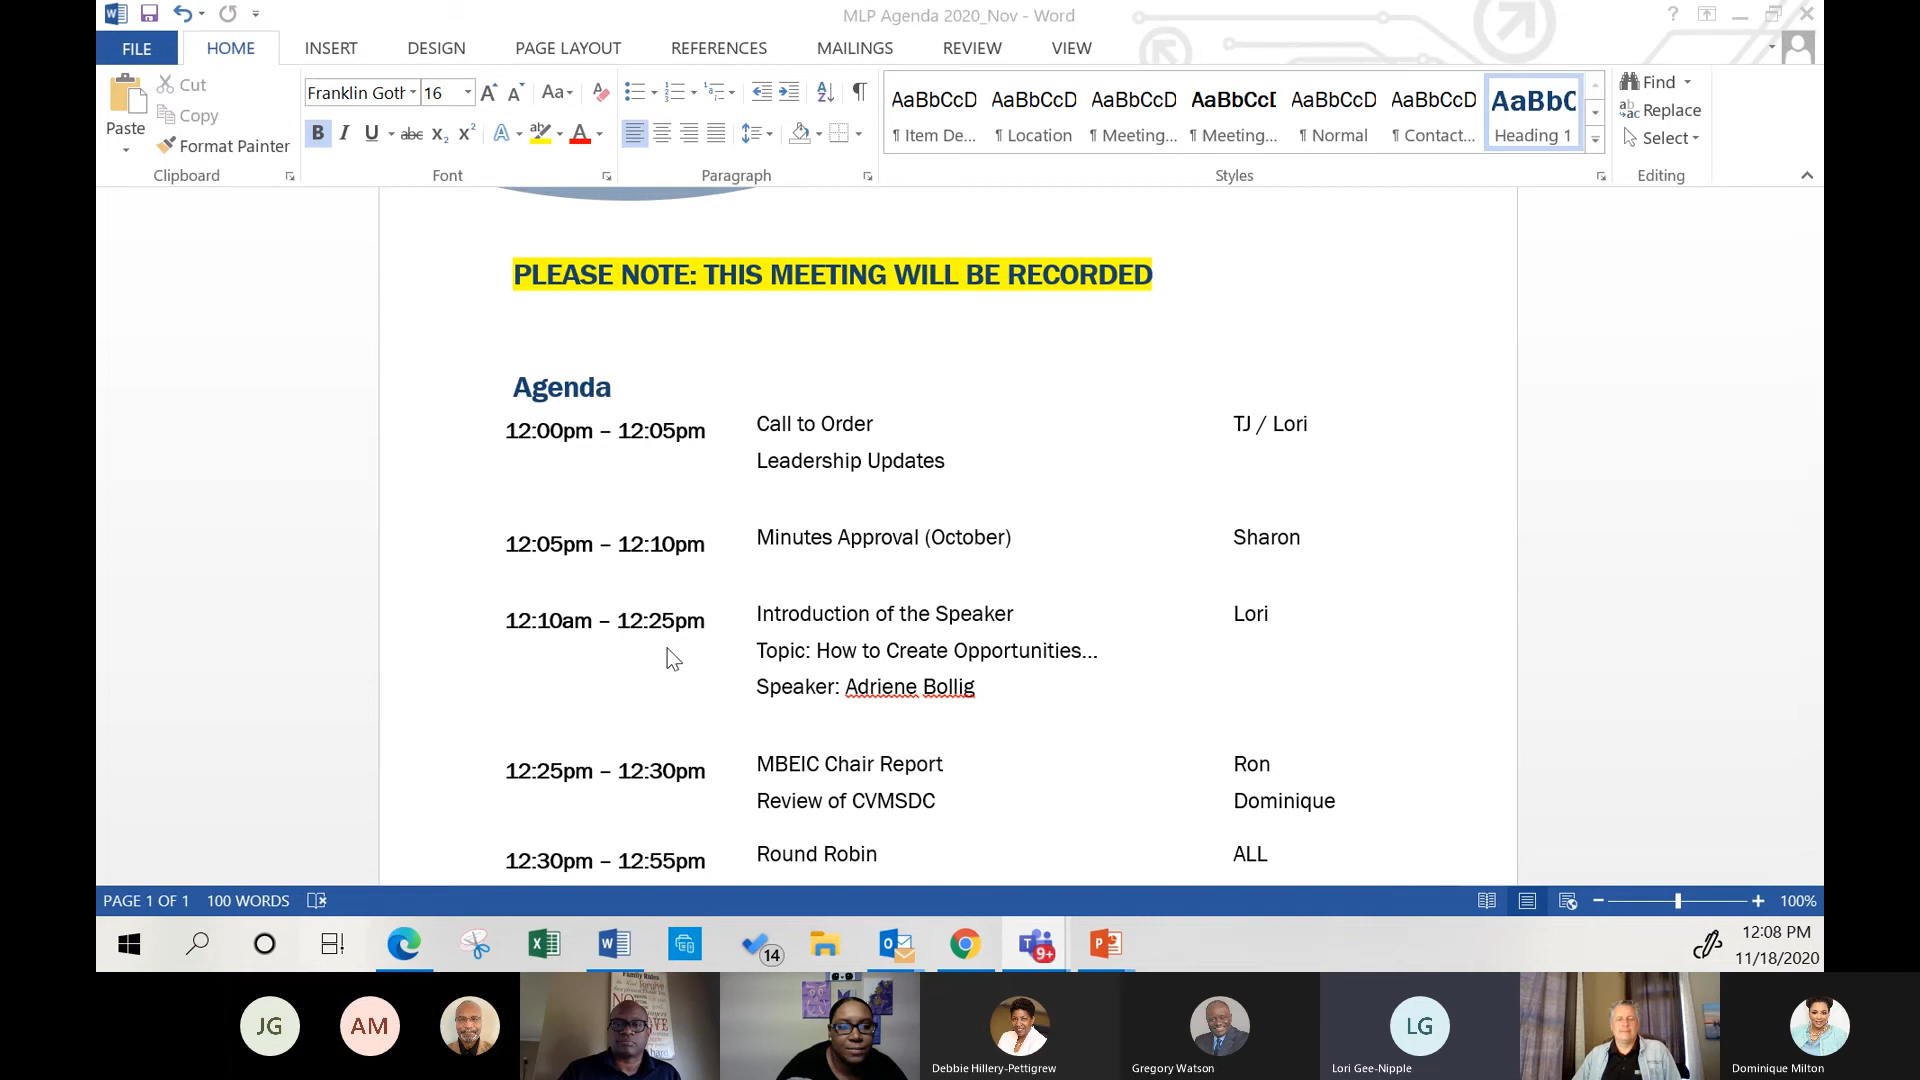 MLP Agenda 2020_Nov - Word
?
FILE HOME INSERT DESIGN PAGE LAYOUT REFERENCES MAILINGS REVIEW VIEW
Paste
Cut
Copy
Format Painter
Clipboard
Franklin Goth 16
Font
Paragraph
AaBbCcD AaBbCcD AaBbCcD AaBbCcI AaBbCcD AaBbCcD AaBbC
¶ Item De... ¶ Location ¶ Meeting... ¶ Meeting... ¶ Normal ¶ Contact... Heading 1
Styles
Find
Replace
Select
Editing
PLEASE NOTE: THIS MEETING WILL BE RECORDED
Agenda
12:00pm – 12:05pm Call to Order TJ / Lori
Leadership Updates
12:05pm – 12:10pm Minutes Approval (October) Sharon
12:10am – 12:25pm Introduction of the Speaker Lori
Topic: How to Create Opportunities...
Speaker: Adriene Bollig
12:25pm – 12:30pm MBEIC Chair Report Ron
Review of CVMSDC Dominique
12:30pm – 12:55pm Round Robin ALL
PAGE 1 OF 1 100 WORDS 100%
14
9+
12:08 PM
11/18/2020
Family Rules
JG AM LG
Debbie Hillery-Pettigrew Gregory Watson Lori Gee-Nipple Dominique Milton